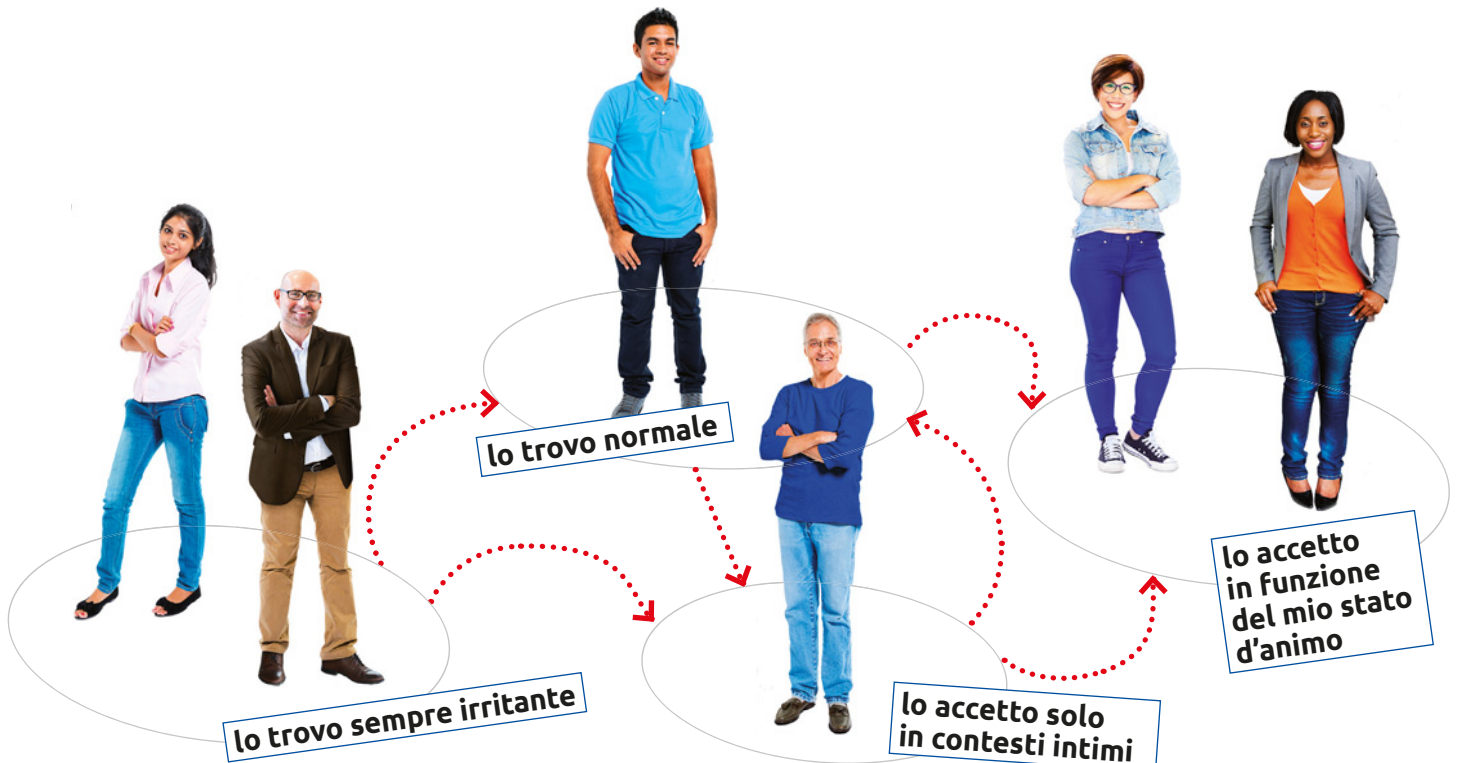 lo trovo normale
lo accetto
in funzione
del mio stato
d'animo
lo trovo sempre irritante
lo accetto solo
in contesti intimi